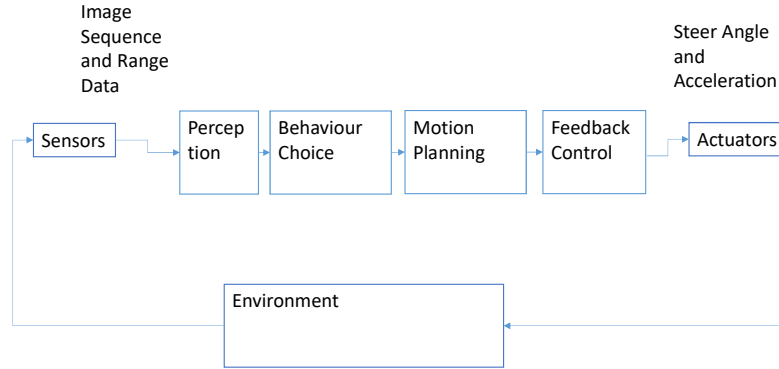 Image
Sequence
and Range
Data
Steer Angle
and
Acceleration
Sensors
Percep
tion
Behaviour
Choice
Motion
Planning
Feedback
Control
Actuators
Environment